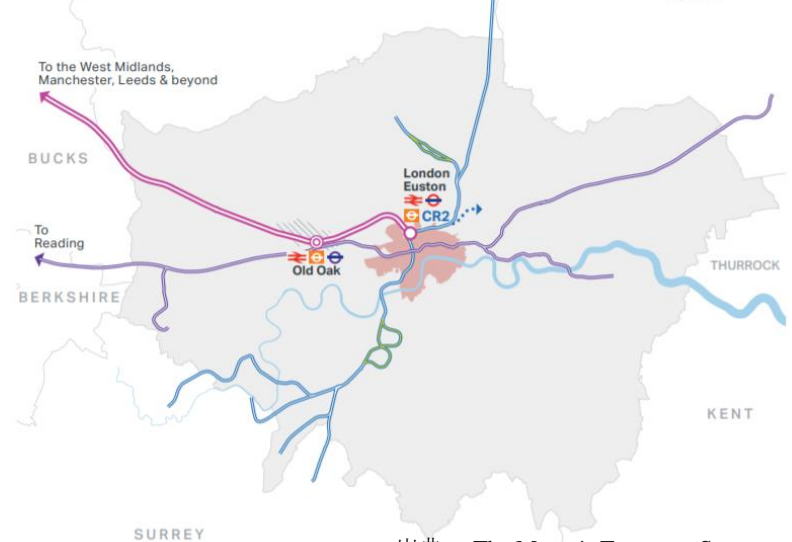 To the West Midlands,
Manchester, Leeds & beyond
BUCKS
London
Euston
CR2
To
Reading
Old Oak
THURROCK
BERKSHIRE
KENT
SURREY